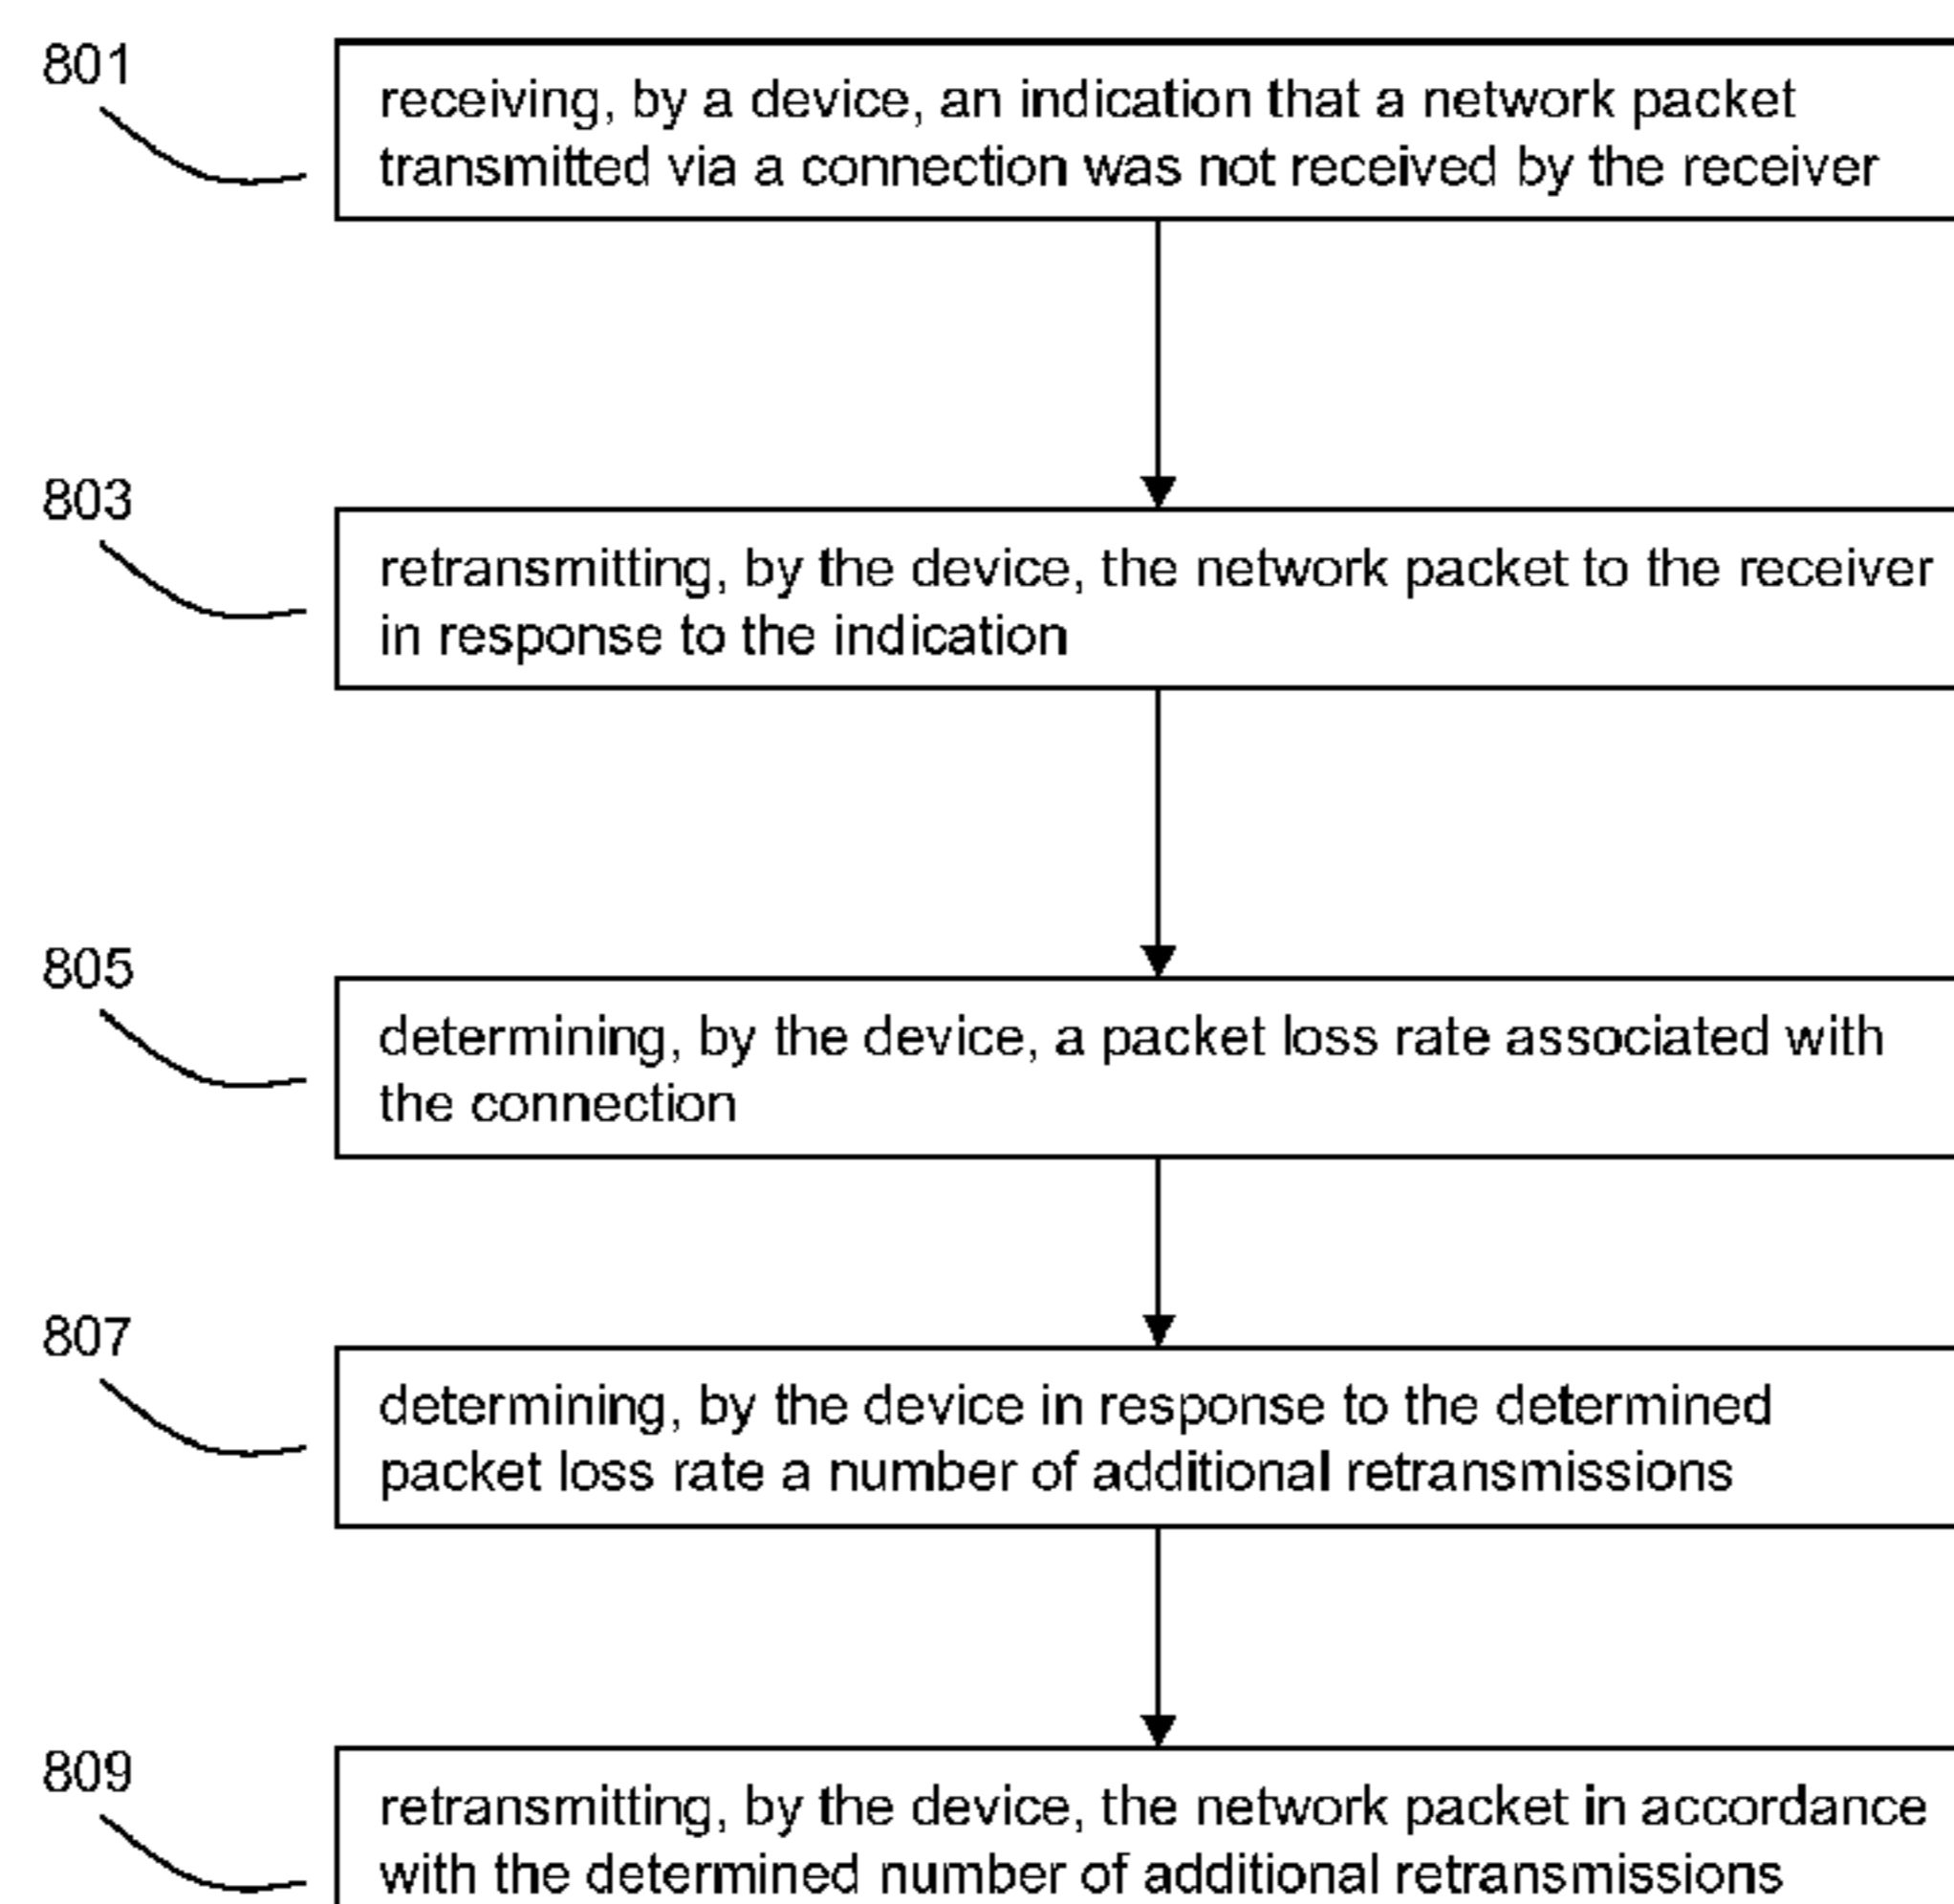 801
receiving, by a device, an indication that a network packet
transmitted via a connection was not received by the receiver
803
retransmitting, by the device, the network packet to the receiver
in response to the indication
805
determining, by the device, a packet loss rate associated with
the connection
807
determining, by the device in response to the determined
packet loss rate a number of additional retransmissions
809
retransmitting, by the device, the network packet in accordance
with the determined number of additional retransmissions